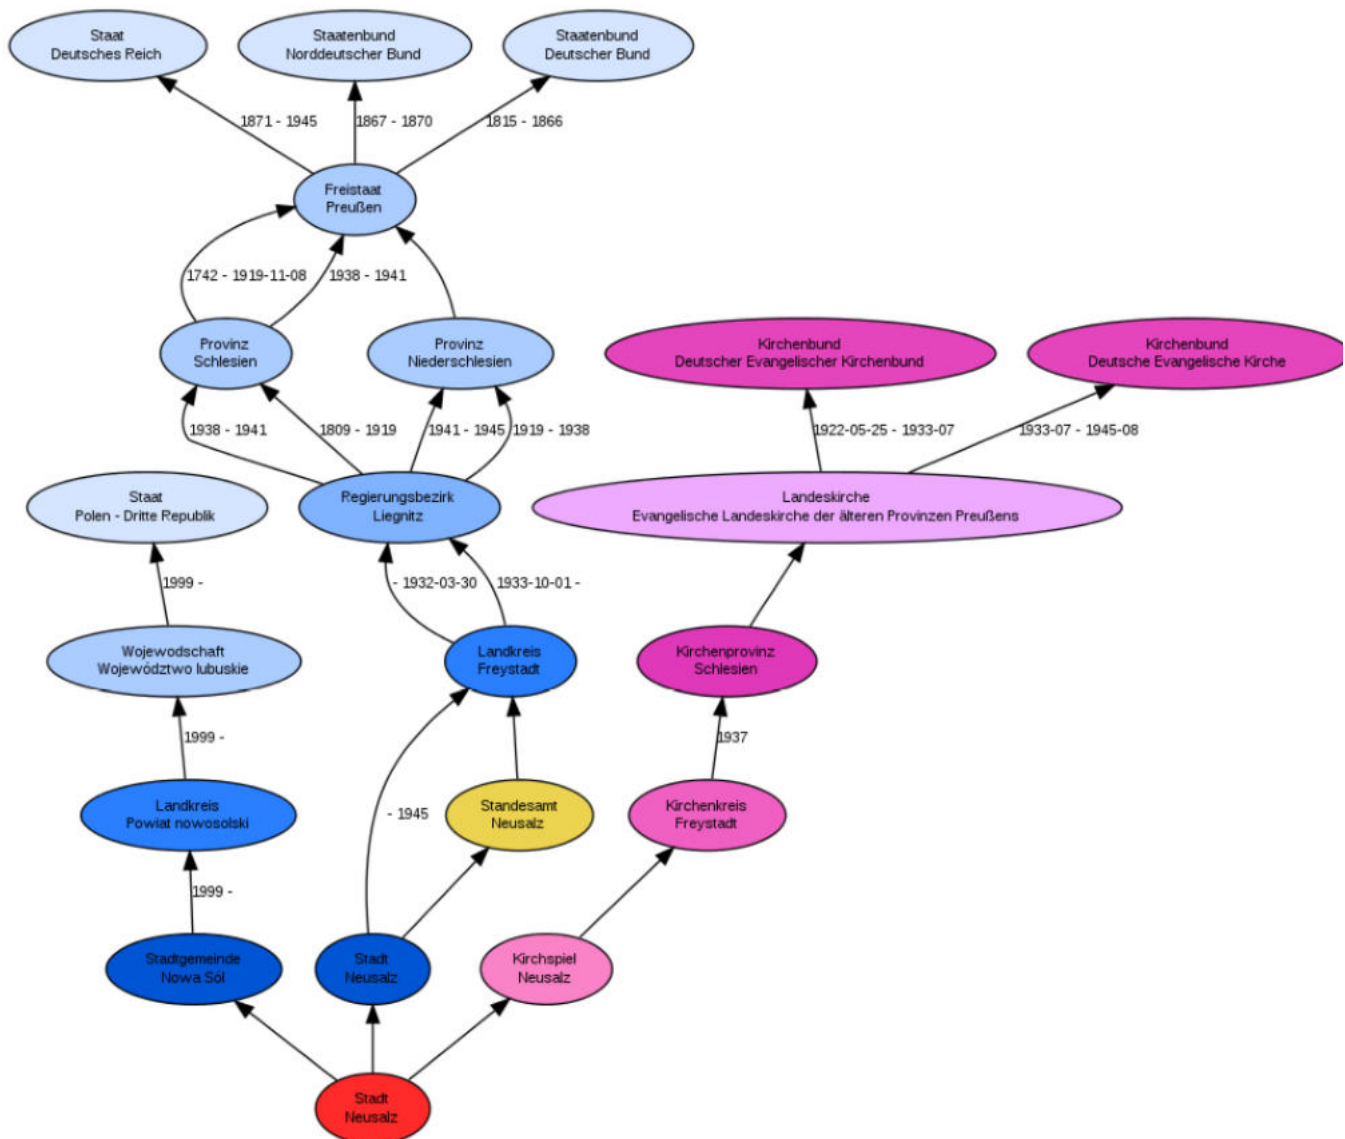 Staat
Deutsches Reich
Staatenbund
Norddeutscher Bund
Staatenbund
Deutscher Bund
1871 - 1945
1867 - 1870
1815 - 1866
Freistaat
Preußen
1742 - 1919-11-08
1938 - 1941
Provinz
Schlesien
Provinz
Niederschlesien
Kirchenbund
Deutscher Evangelischer Kirchenbund
Kirchenbund
Deutsche Evangelische Kirche
1938 - 1941
1809 - 1919
1941 - 1945
1919 - 1938
1922-05-25 - 1933-07
1933-07 - 1945-08
Staat
Polen - Dritte Republik
Regierungsbezirk
Liegnitz
Landeskirche
Evangelische Landeskirche der älteren Provinzen Preußens
1999 -
- 1932-03-30
1933-10-01 -
Wojewodschaft
Województwo lubuskie
Landkreis
Freystadt
Kirchenprovinz
Schlesien
1999 -
1937
Landkreis
Powiat nowosolski
- 1945
Standesamt
Neusalz
Kirchenkreis
Freystadt
1999 -
Stadtgemeinde
Nowa Sól
Stadt
Neusalz
Kirchspiel
Neusalz
Stadt
Neusalz